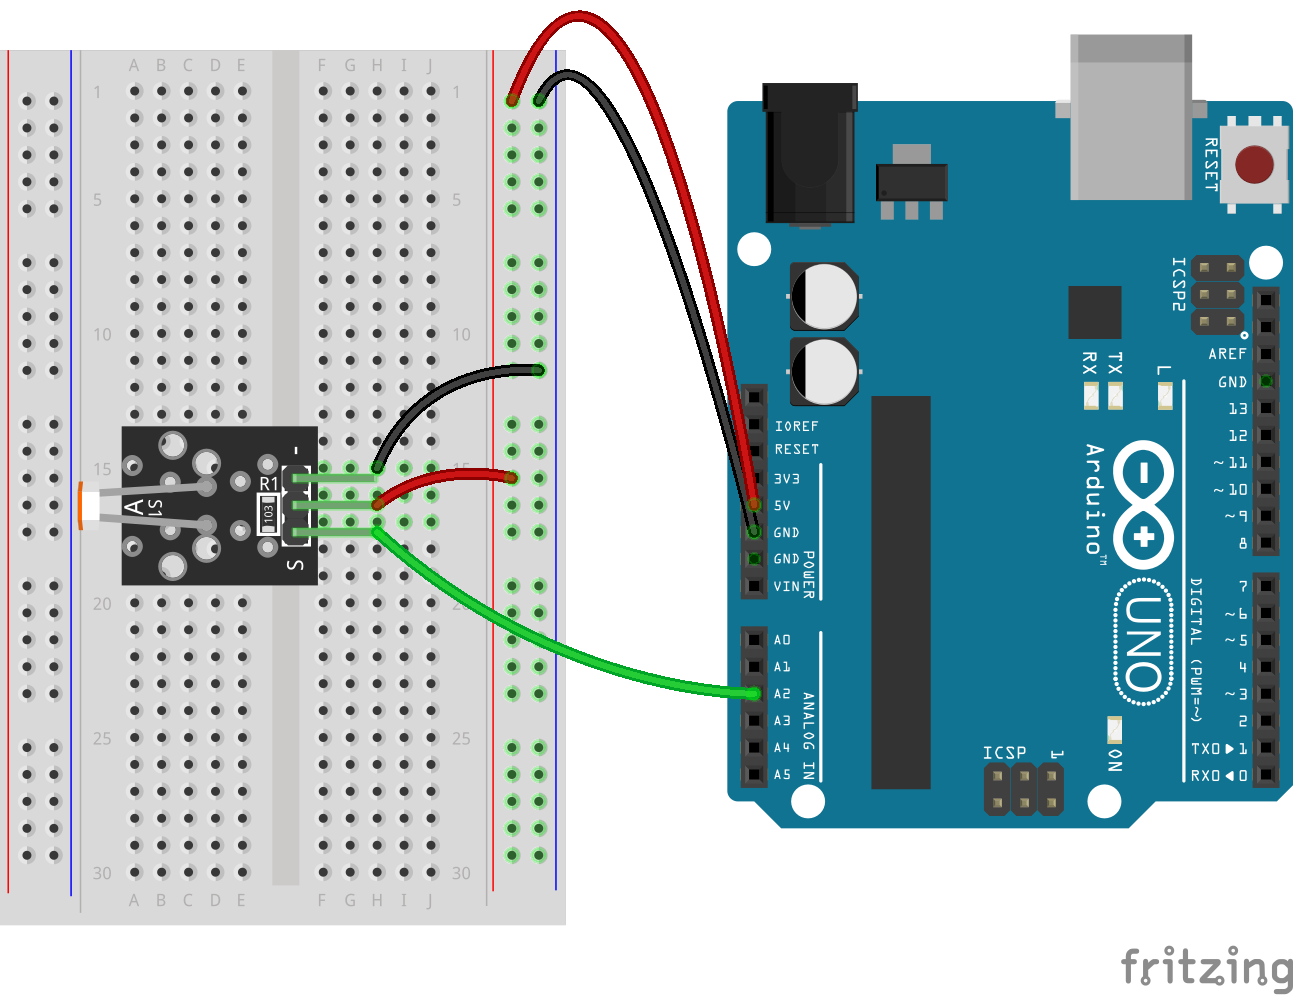 A B C D E F G H I J
1 1
5 5
10 10
15 15
20 20
25 25
30 30
A B C D E F G H I J
-
R1
103
A
S1
S
RESET
ICSP2
IOREF
RESET
3V3
5V
GND
GND
VIN
POWER
A0
A1
A2
A3
A4
A5
ANALOG IN
RX
TX
L
Arduino™
UNO
AREF
GND
13
12
~11
~10
~9
8
7
~6
~5
4
~3
2
TX0▶1
RX0◀0
DIGITAL (PWM=~)
ICSP
1
ON
fritzing